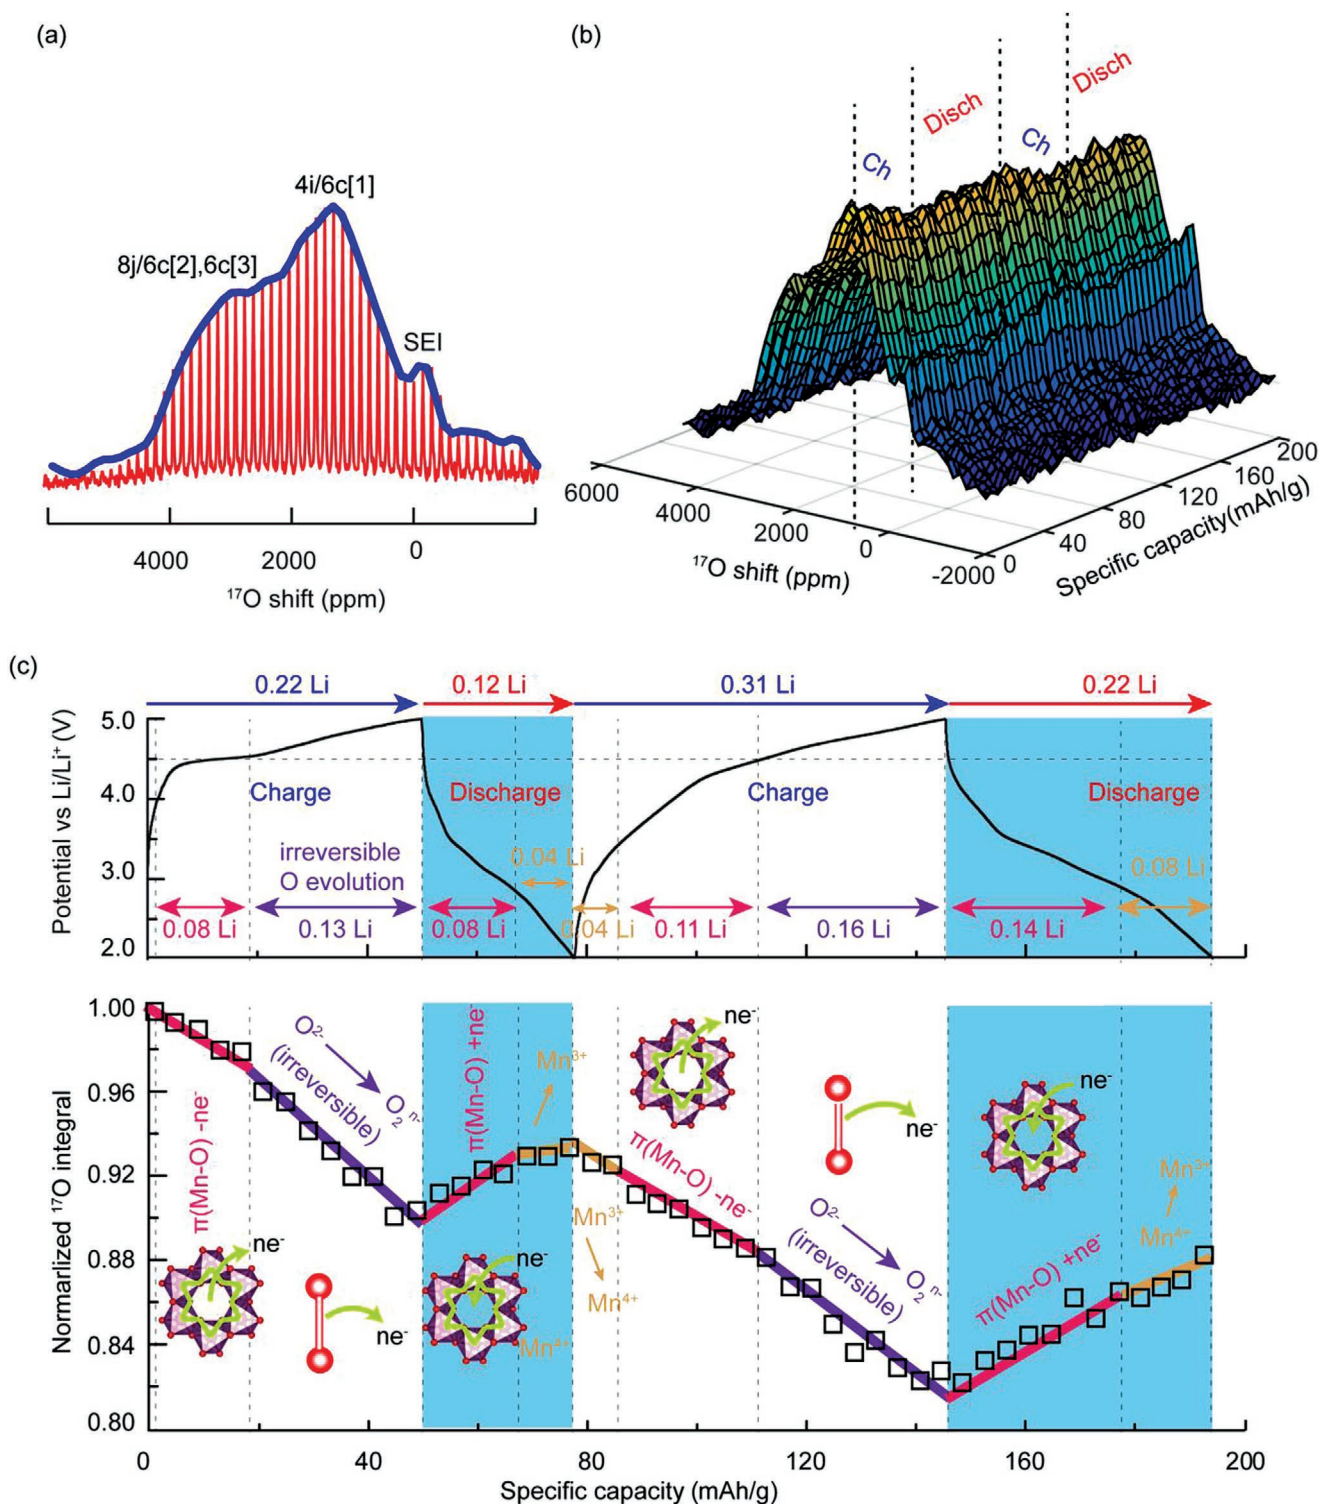 (a)
4i/6c[1]
8j/6c[2],6c[3]
SEI
4000
2000
0
¹⁷O shift (ppm)
(b)
Ch
Disch
Ch
Disch
6000
4000
2000
0
-2000
¹⁷O shift (ppm)
0
40
80
120
160
200
Specific capacity(mAh/g)
(c)
0.22 Li
0.12 Li
0.31 Li
0.22 Li
Potential vs Li/Li⁺ (V)
5.0
4.0
3.0
2.0
Charge
Discharge
Charge
Discharge
irreversible
O evolution
0.04 Li
0.08 Li
0.08 Li
0.13 Li
0.08 Li
0.04 Li
0.11 Li
0.16 Li
0.14 Li
Normarlized ¹⁷O integral
1.00
0.96
0.92
0.88
0.84
0.80
π(Mn-O) -ne⁻
ne⁻
O²⁻
O₂ⁿ⁻
(irreversible)
ne⁻
π(Mn-O) +ne⁻
Mn³⁺
ne⁻
Mn⁴⁺
Mn³⁺
Mn⁴⁺
ne⁻
π(Mn-O) -ne⁻
ne⁻
O²⁻
O₂ⁿ⁻
(irreversible)
ne⁻
π(Mn-O) +ne⁻
Mn³⁺
Mn⁴⁺
0
40
80
120
160
200
Specific capacity (mAh/g)